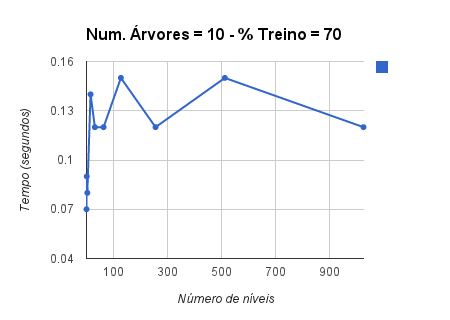 Num. Árvores = 10 - % Treino = 70
0.16
0.13
0.1
0.07
0.04
Tempo (segundos)
100 300 500 700 900
Número de níveis